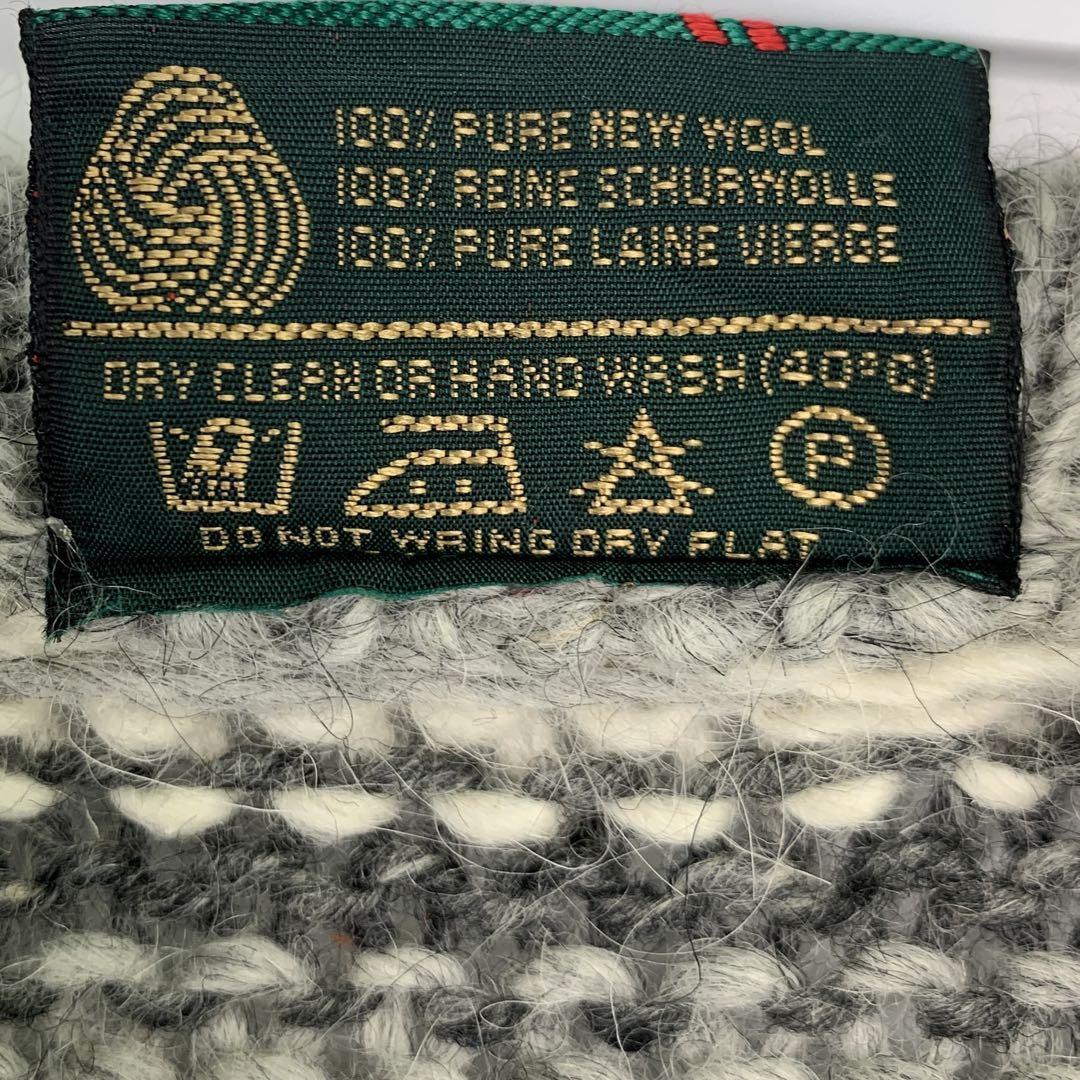 100% PURE NEW WOOL
100% REINE SCHURWOLLE
100% PURE LAINE VIERGE
DRY CLEAN OR HAND WASH (40°C)
A P
DO NOT WRING DRY FLAT